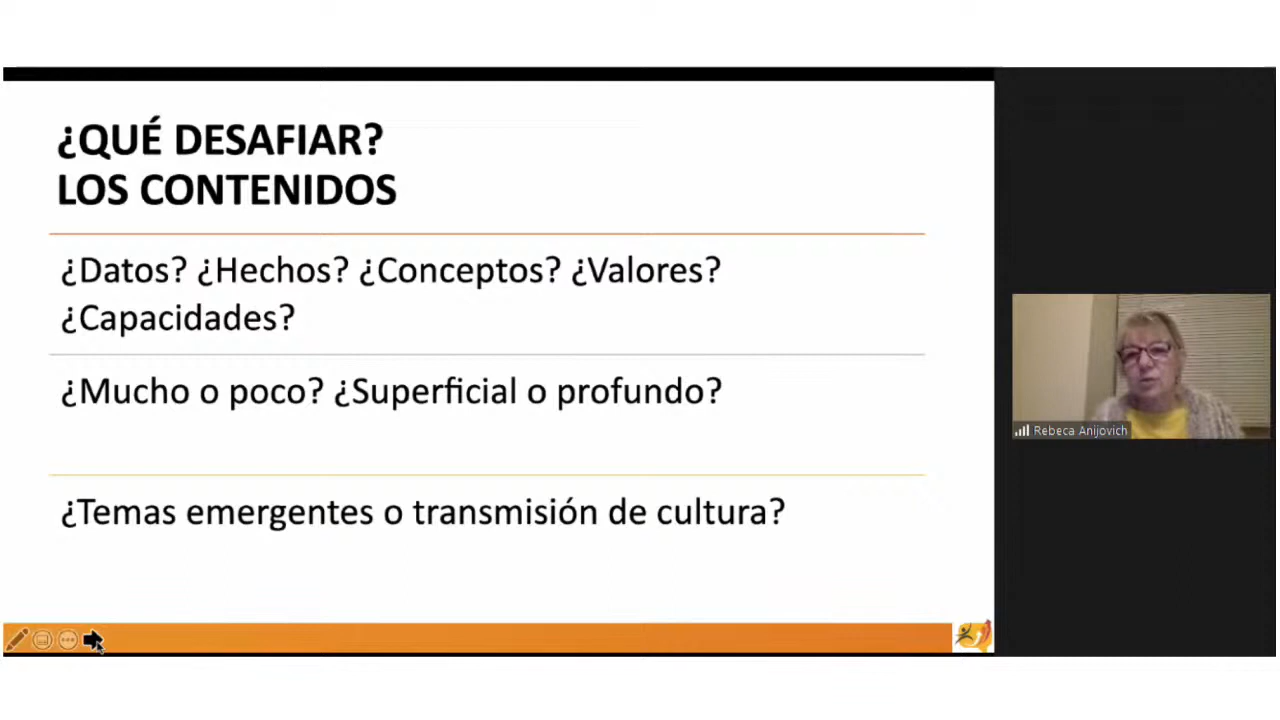 ¿QUÉ DESAFIAR?
LOS CONTENIDOS
¿Datos? ¿Hechos? ¿Conceptos? ¿Valores?
¿Capacidades?
¿Mucho o poco? ¿Superficial o profundo?
¿Temas emergentes o transmisión de cultura?
Rebeca Anijovich